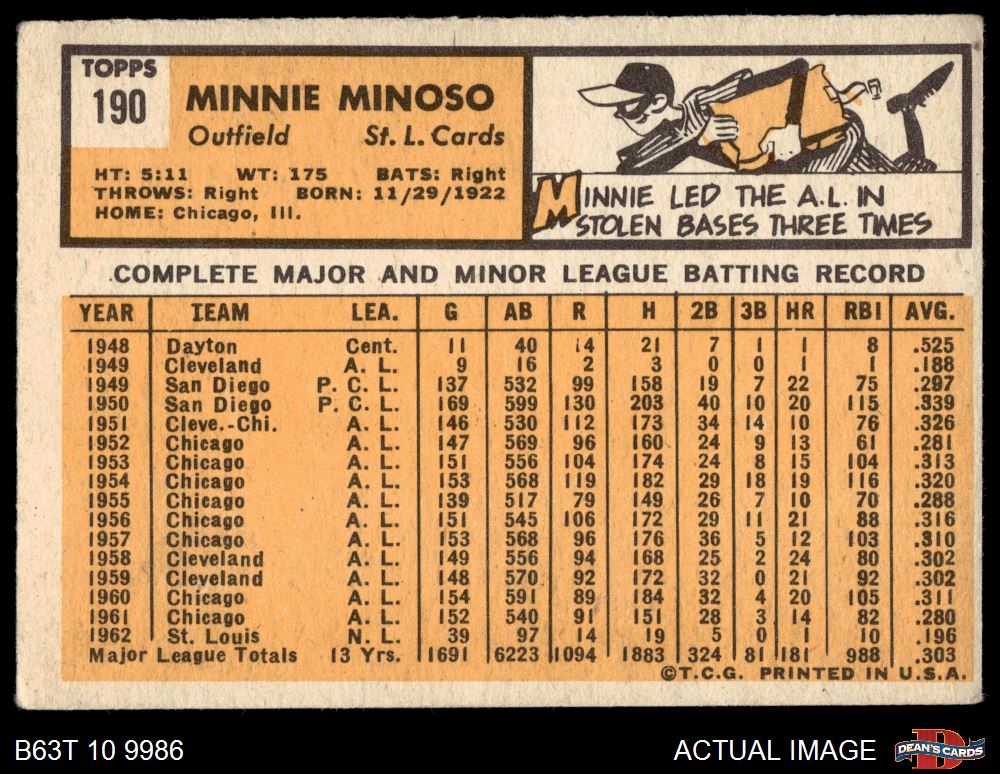 TOPPS
190
MINNIE MINOSO
Outfield St. L. Cards
HT: 5:11 WT: 175 BATS: Right
THROWS: Right BORN: 11/29/1922
HOME: Chicago, Ill.
MINNIE LED THE A.L. IN
STOLEN BASES THREE TIMES
COMPLETE MAJOR AND MINOR LEAGUE BATTING RECORD
YEAR TEAM LEA. G AB R H 2B 3B HR RBI AVG.
1948 Dayton Cent. 11 40 14 21 7 1 1 8 .525
1949 Cleveland A. L. 9 16 2 3 0 0 1 1 .188
1949 San Diego P. C. L. 137 532 99 158 19 7 22 75 .297
1950 San Diego P. C. L. 169 599 130 203 40 10 20 115 .339
1951 Cleve.-Chi. A. L. 146 530 112 173 34 14 10 76 .326
1952 Chicago A. L. 147 569 96 160 24 9 13 61 .281
1953 Chicago A. L. 151 556 104 174 24 8 15 104 .313
1954 Chicago A. L. 153 568 119 182 29 18 19 116 .320
1955 Chicago A. L. 139 517 79 149 26 7 10 70 .288
1956 Chicago A. L. 151 545 106 172 29 11 21 88 .316
1957 Chicago A. L. 153 568 96 176 36 5 12 103 .310
1958 Cleveland A. L. 149 556 94 168 25 2 24 80 .302
1959 Cleveland A. L. 148 570 92 172 32 0 21 92 .302
1960 Chicago A. L. 154 591 89 184 32 4 20 105 .311
1961 Chicago A. L. 152 540 91 151 28 3 14 82 .280
1962 St. Louis N. L. 39 97 14 19 5 0 1 10 .196
Major League Totals 13 Yrs. 1691 6223 1094 1883 324 81 181 988 .303
©T.C.G. PRINTED IN U.S.A.
B63T 10 9986 ACTUAL IMAGE DEAN'S CARDS